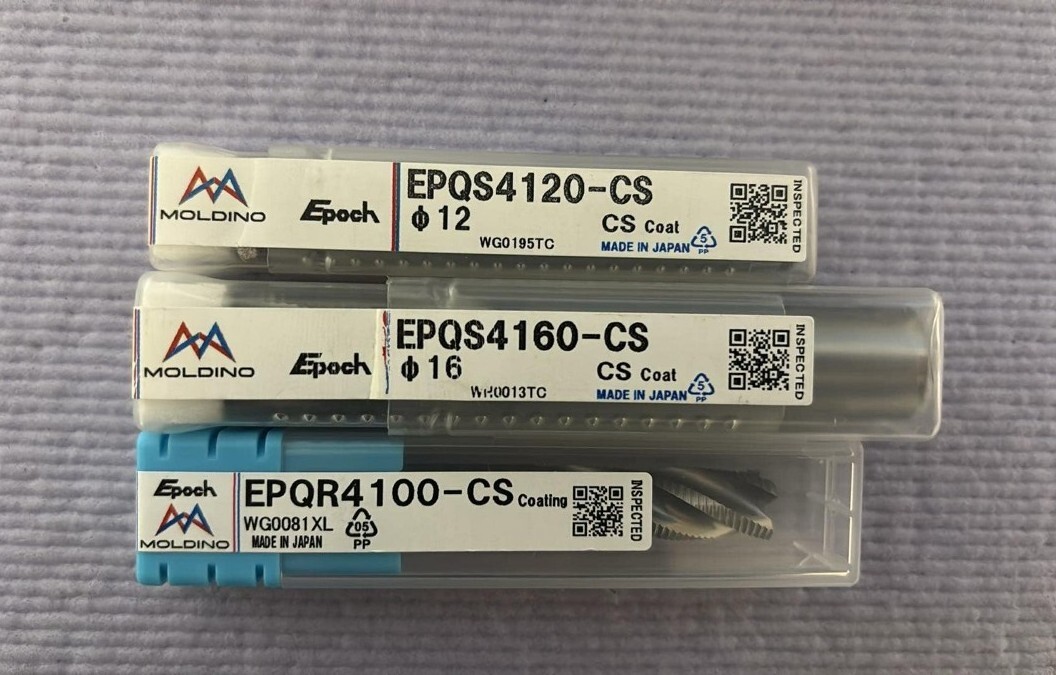 MOLDINO
Epoch
EPQS4120-CS
Φ12
CS Coat
WG0195TC
MADE IN JAPAN
5
PP
INSPECTED
MOLDINO
Epoch
EPQS4160-CS
Φ16
CS Coat
MADE IN JAPAN
5
PP
INSPECTED
Epoch
MOLDINO
EPQR4100-CS Coating
WG0081XL
05
PP
MADE IN JAPAN
INSPECTED